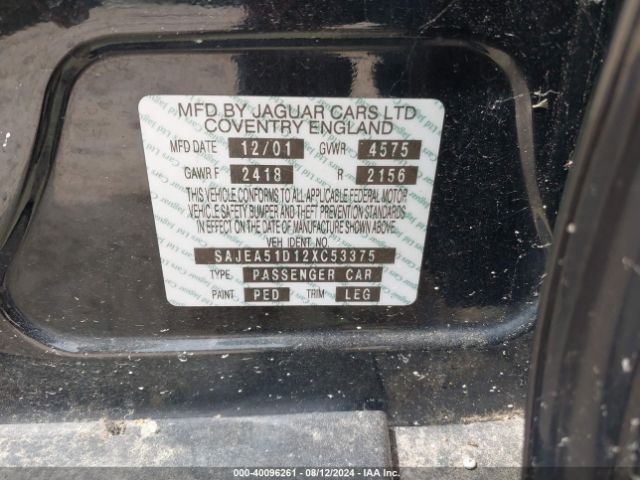 MFD BY JAGUAR CARS LTD
COVENTRY ENGLAND
MFD DATE 12/01 GVWR 4575
GAWR F 2418 R 2156
THIS VEHICLE CONFORMS TO ALL APPLICABLE FEDERAL MOTOR
VEHICLE SAFETY BUMPER AND THEFT PREVENTION STANDARDS
IN EFFECT ON THE DATE OF MANUFACTURE SHOWN ABOVE
VEH IDENT NO
SAJEA51D12XC53375
TYPE PASSENGER CAR
PAINT PED TRIM LEG
000-40096261 - 08/12/2024 - IAA Inc.